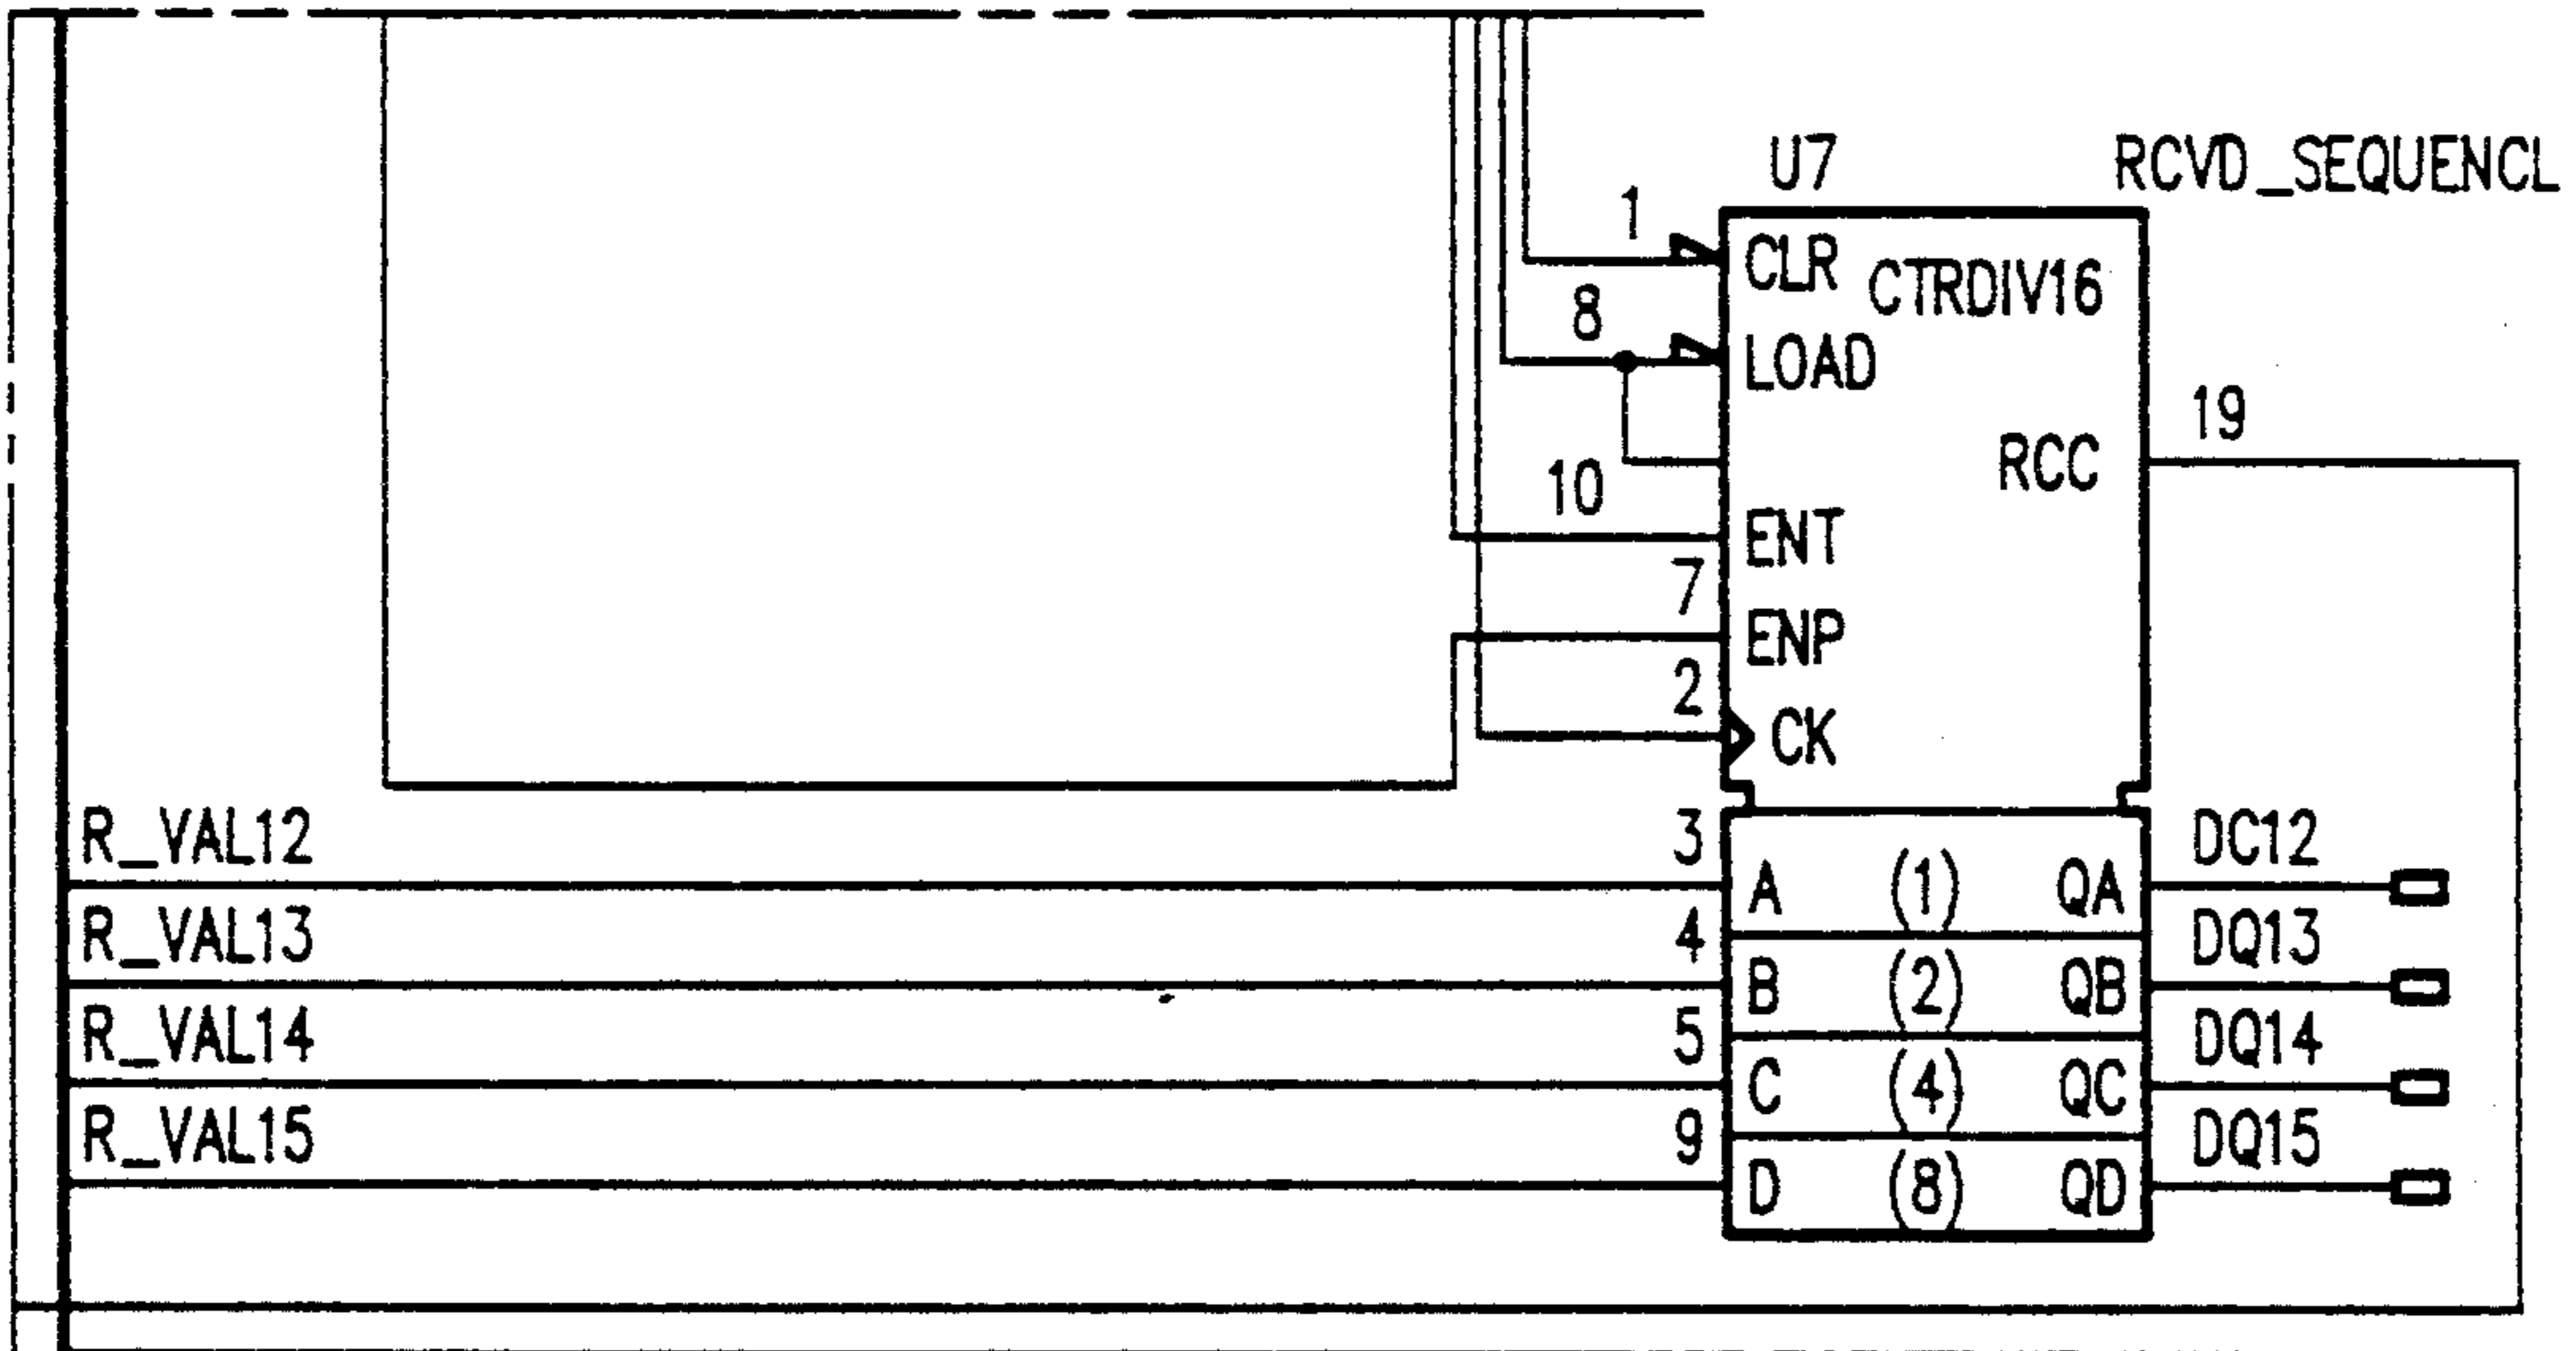 U7 RCVD_SEQUENCL
1 CLR CTRDIV16
8 LOAD
19
RCC
10 ENT
7 ENP
2 CK
R_VAL12 3 A (1) QA DC12
R_VAL13 4 B (2) QB DQ13
R_VAL14 5 C (4) QC DQ14
R_VAL15 9 D (8) QD DQ15